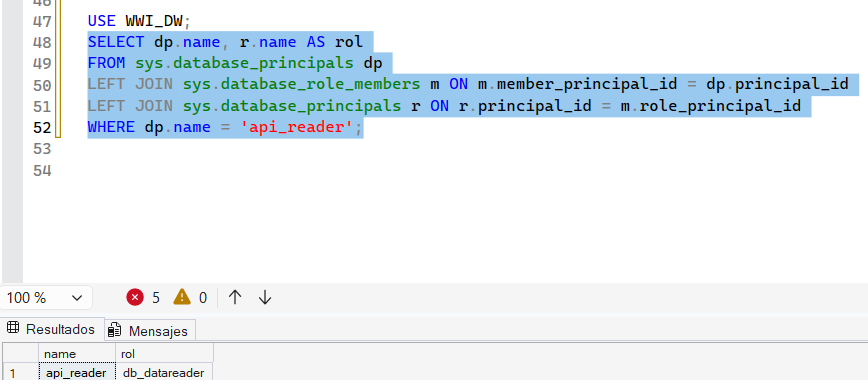 46
47 USE WWI_DW;
48 SELECT dp.name, r.name AS rol
49 FROM sys.database_principals dp
50 LEFT JOIN sys.database_role_members m ON m.member_principal_id = dp.principal_id
51 LEFT JOIN sys.database_principals r ON r.principal_id = m.role_principal_id
52 WHERE dp.name = 'api_reader';
53
54
100 % 5 0
Resultados Mensajes
name rol
1 api_reader db_datareader